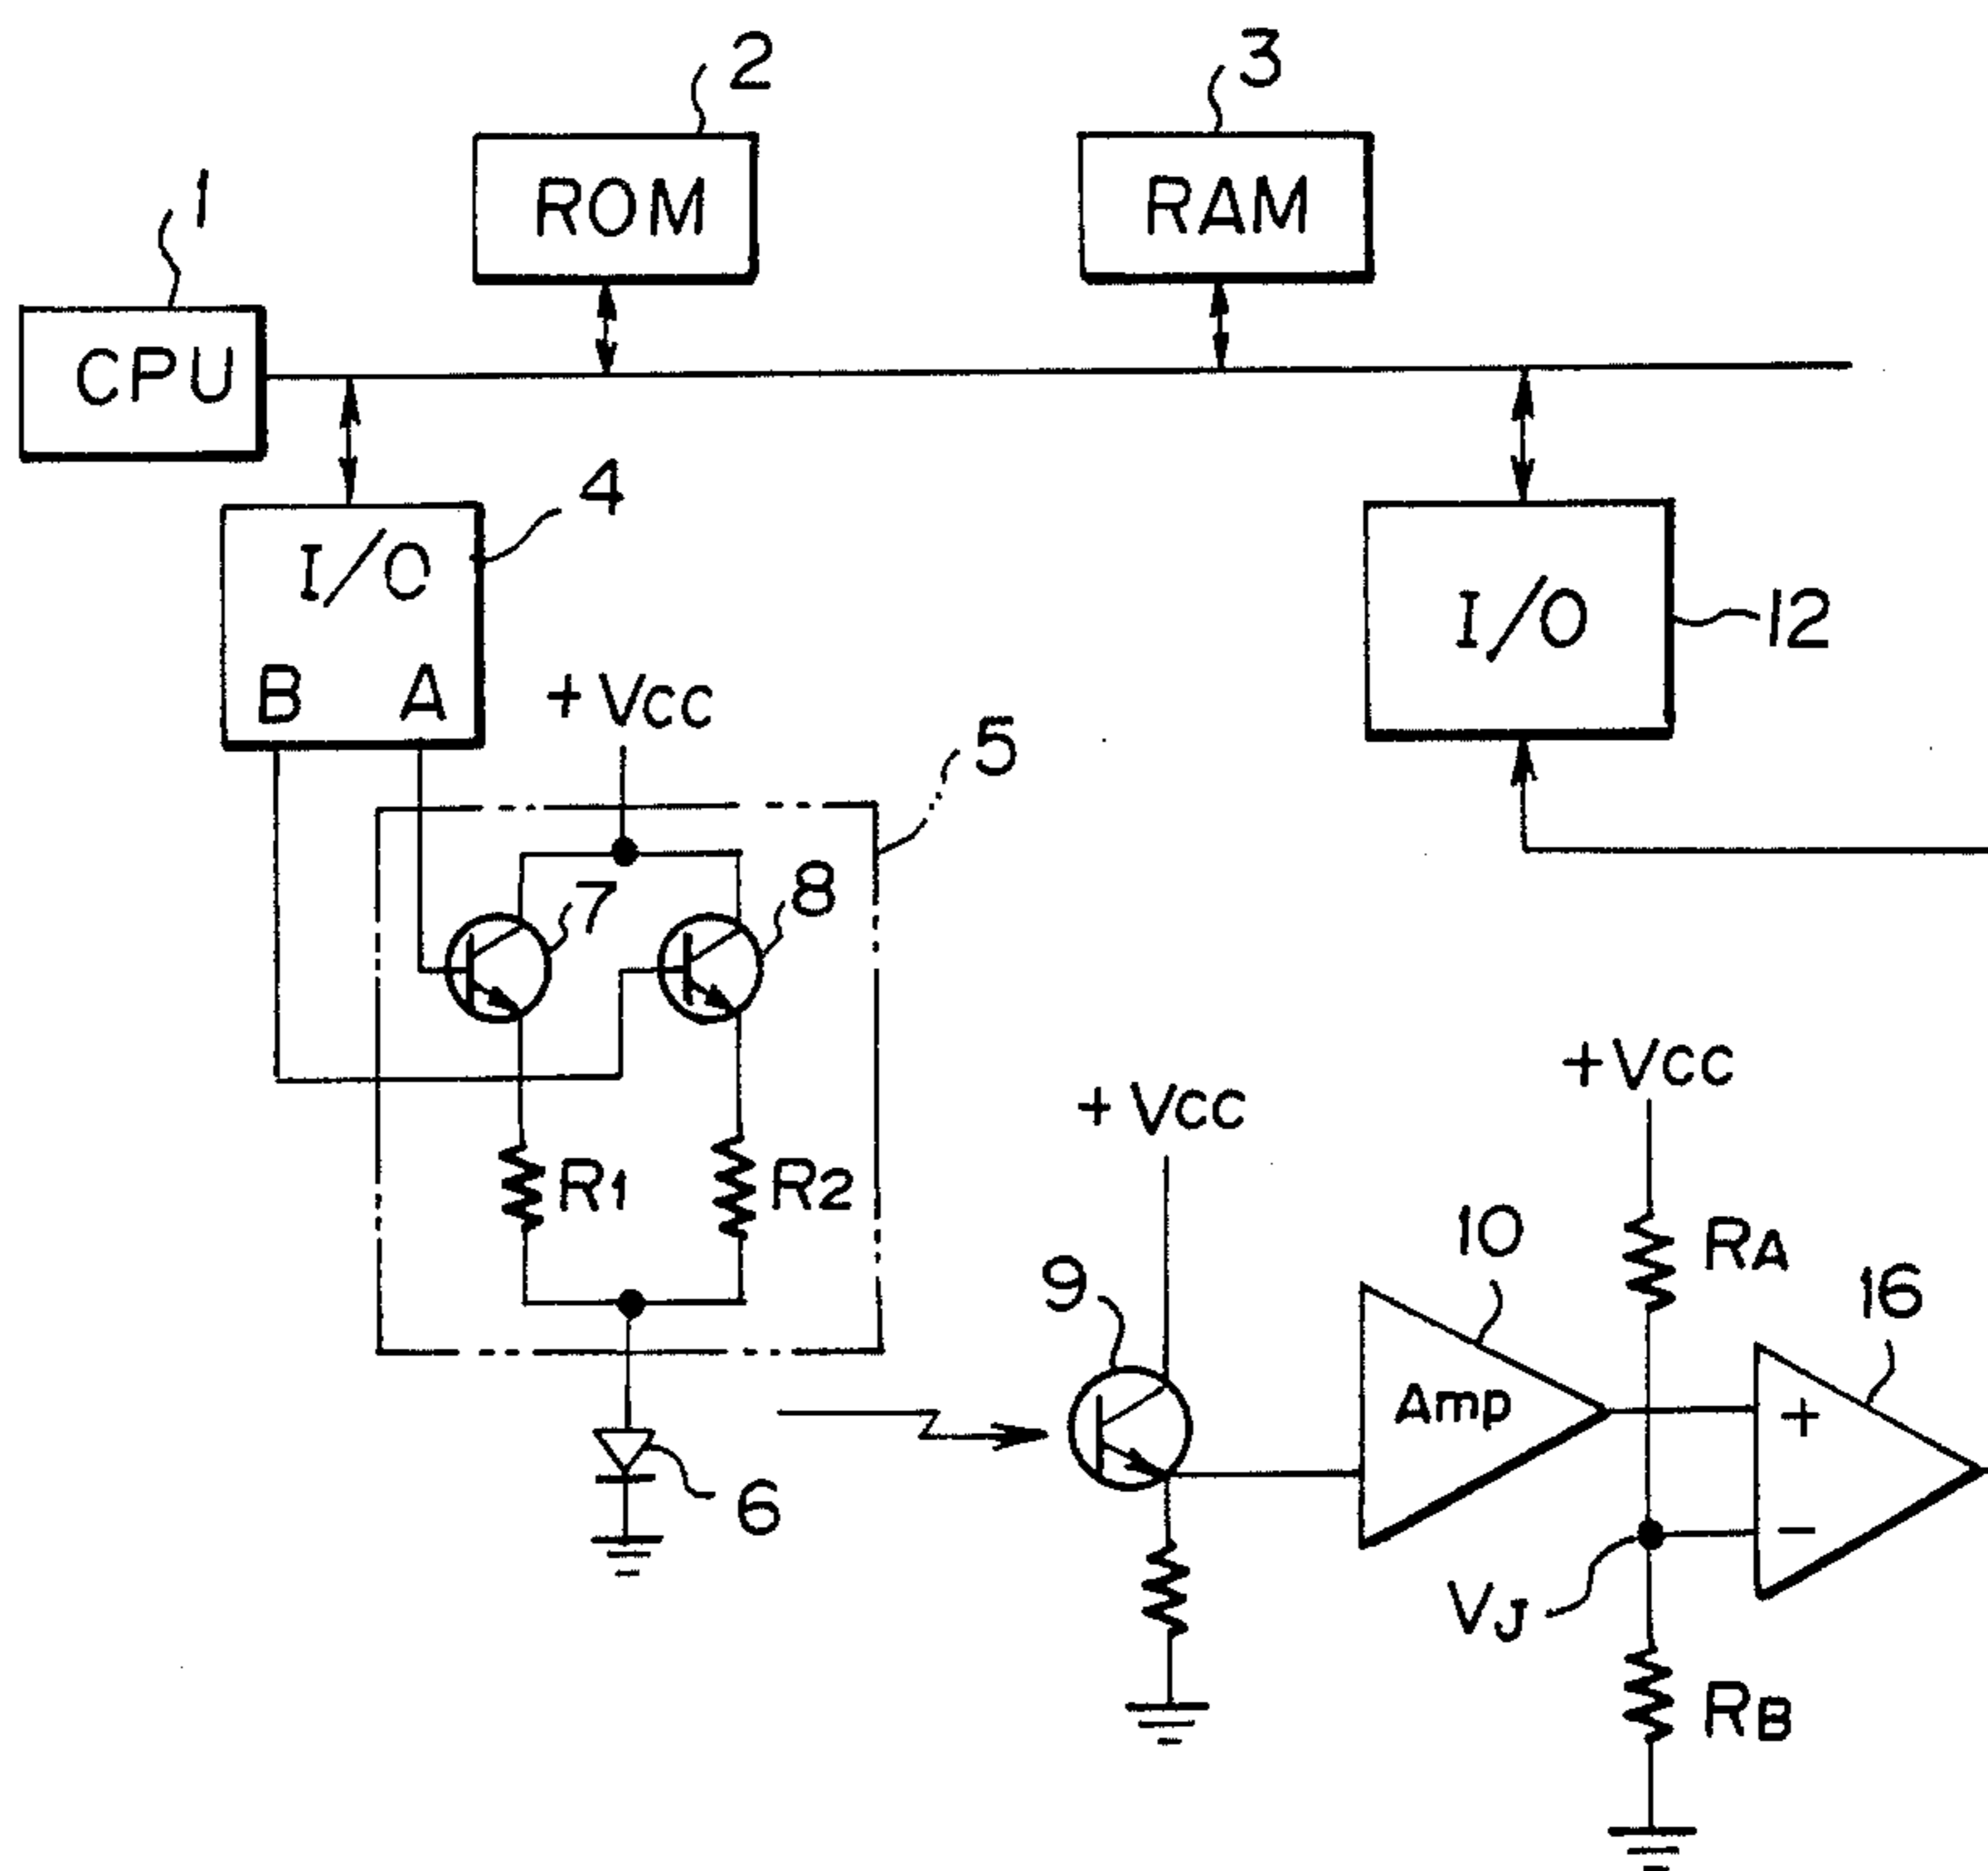 2
3
ROM
RAM
1
CPU
4
I/O
B A
I/O
12
+Vcc
5
7
8
R1
R2
+Vcc
+Vcc
10
RA
9
16
Amp
+
6
-
VJ
RB